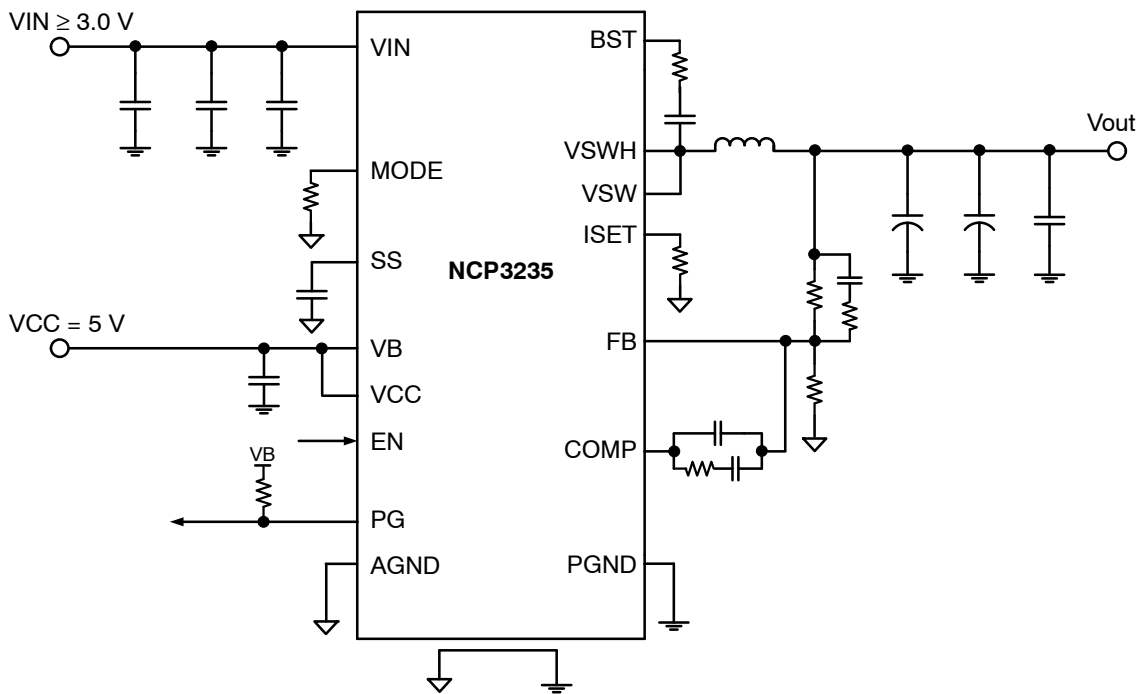 VIN ≥ 3.0 V
VIN
BST
Vout
VSWH
MODE
VSW
ISET
SS
NCP3235
VCC = 5 V
VB
FB
VCC
EN
COMP
VB
PG
AGND
PGND